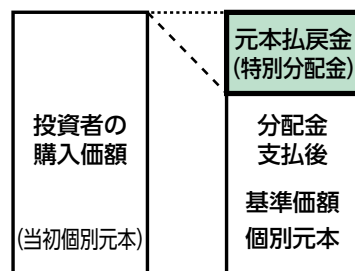 投資者の
購入価額
(当初個別元本)
元本払戻金
(特別分配金)
分配金
支払後
基準価額
個別元本